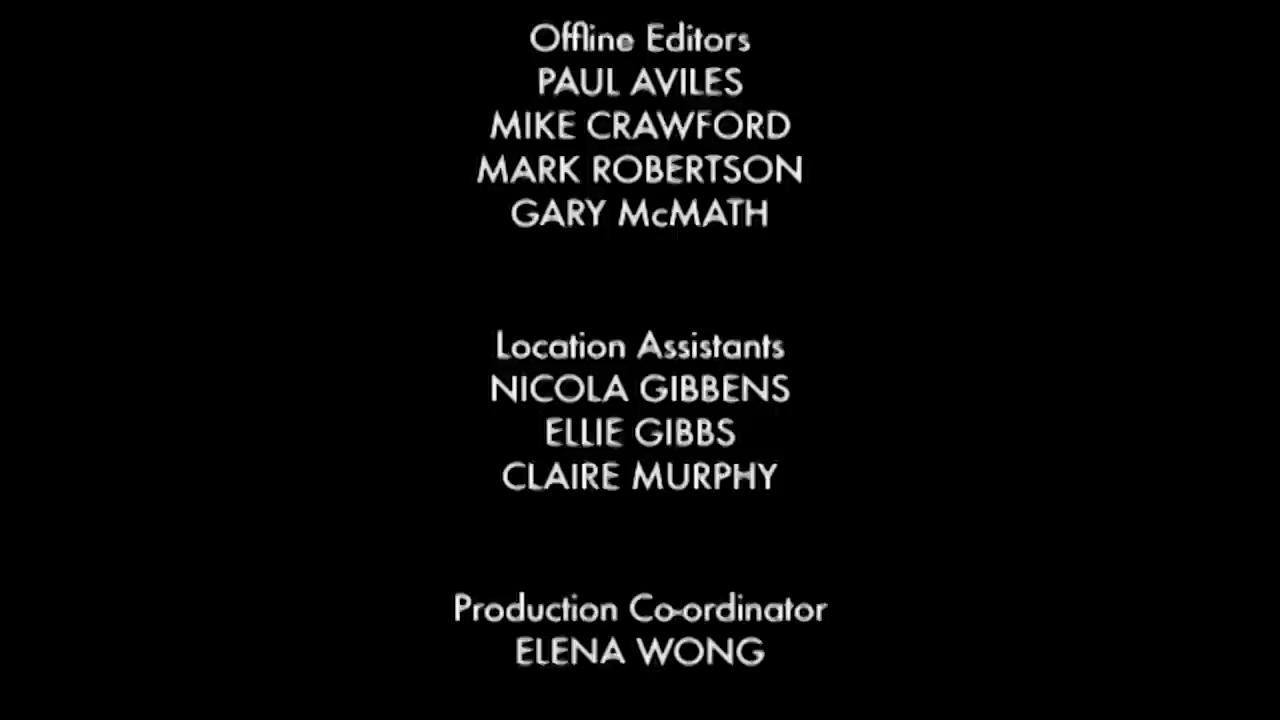 Offline Editors
PAUL AVILES
MIKE CRAWFORD
MARK ROBERTSON
GARY McMATH
Location Assistants
NICOLA GIBBENS
ELLIE GIBBS
CLAIRE MURPHY
Production Co-ordinator
ELENA WONG